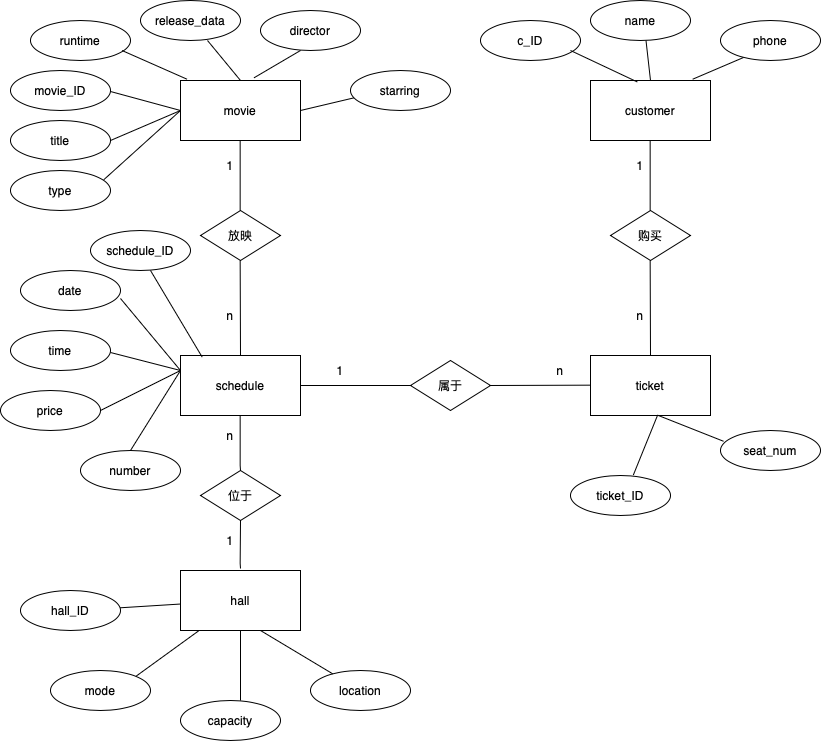 release_data
name
director
runtime
c_ID
phone
movie_ID
starring
movie
customer
title
type
1
1
放映
购买
schedule_ID
date
n
n
time
schedule
1
属于
n
ticket
price
n
number
seat_num
位于
ticket_ID
1
hall
hall_ID
mode
location
capacity